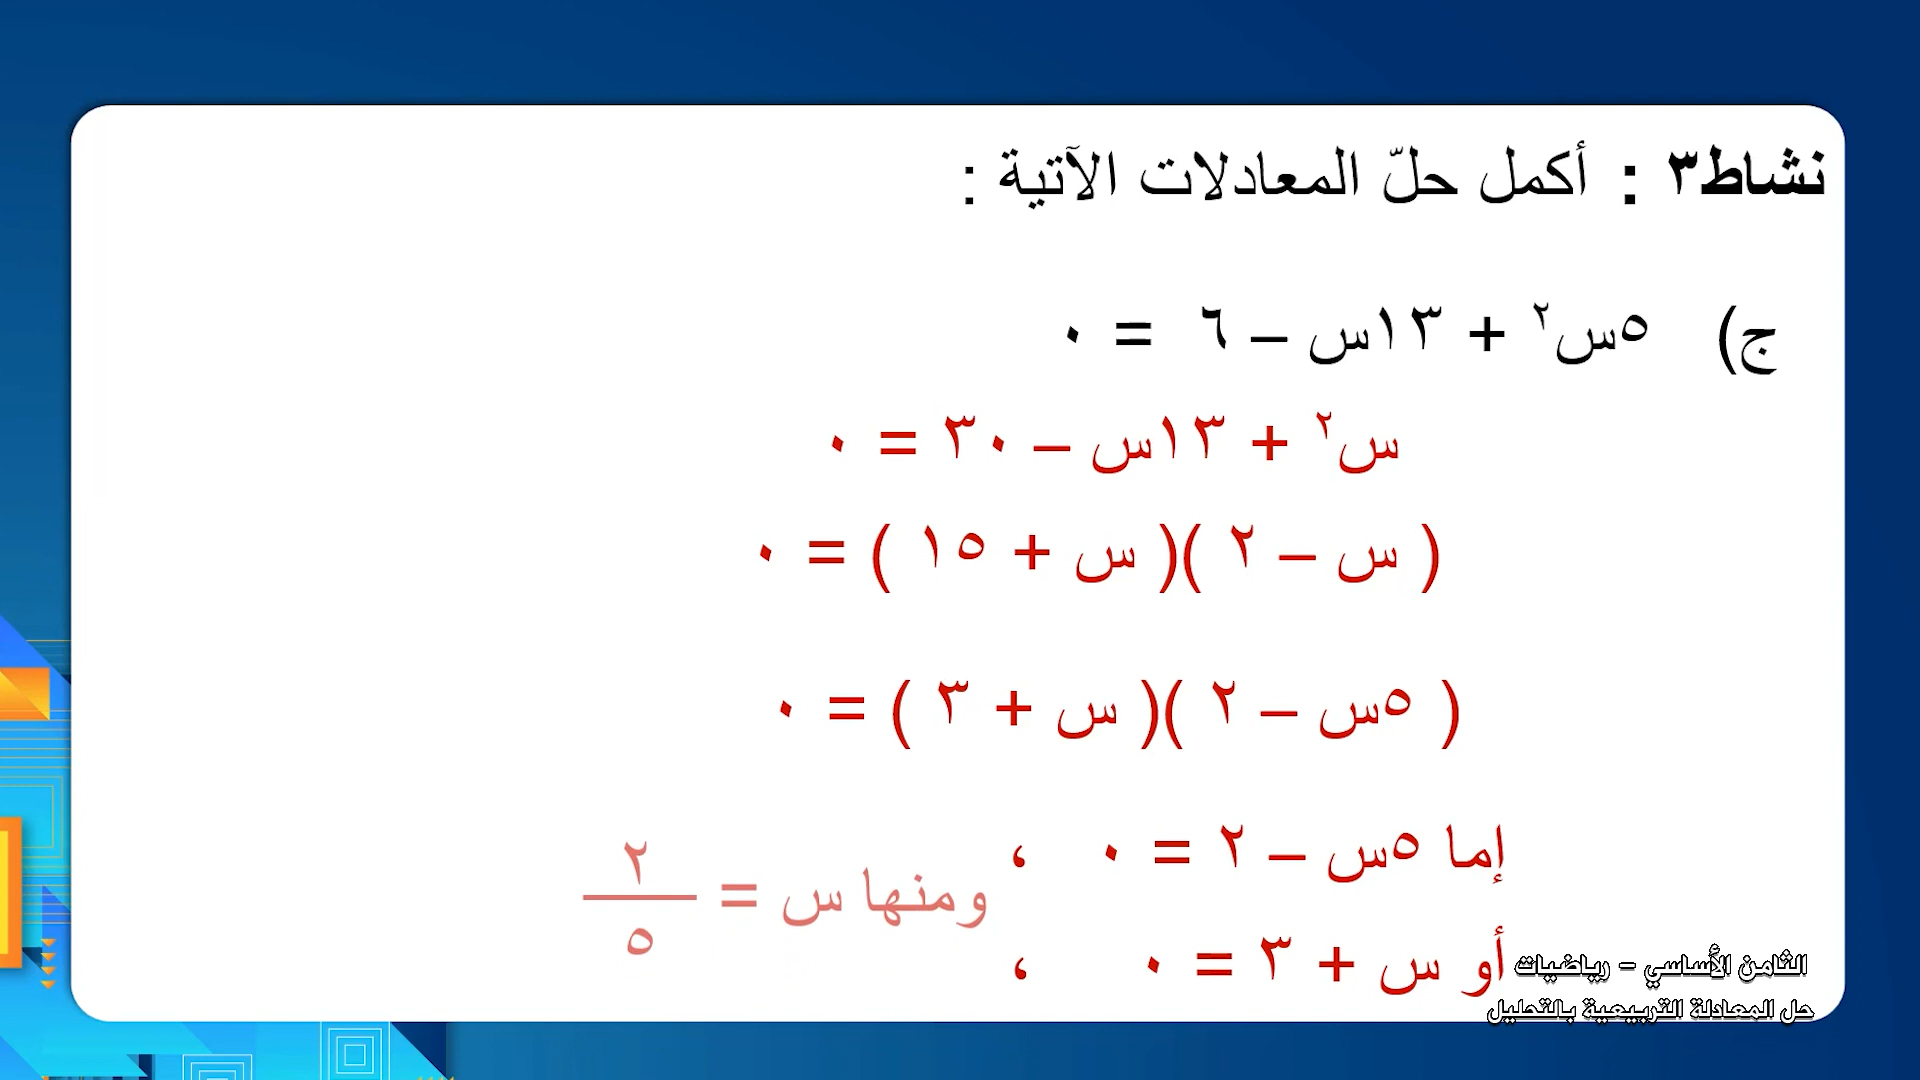 نشاط٣ : أكمل حلّ المعادلات الآتية :
ج) ٥س٢ + ١٣س – ٦ = ٠
س٢ + ١٣س – ٣٠ = ٠
( س – ٢ )( س + ١٥ ) = ٠
( ٥س – ٢ )( س + ٣ ) = ٠
إما ٥س – ٢ = ٠ ،
ومنها س = ٢/٥
أو س + ٣ = ٠ ،
الثامن الأساسي – رياضيات
حل المعادلة التربيعية بالتحليل